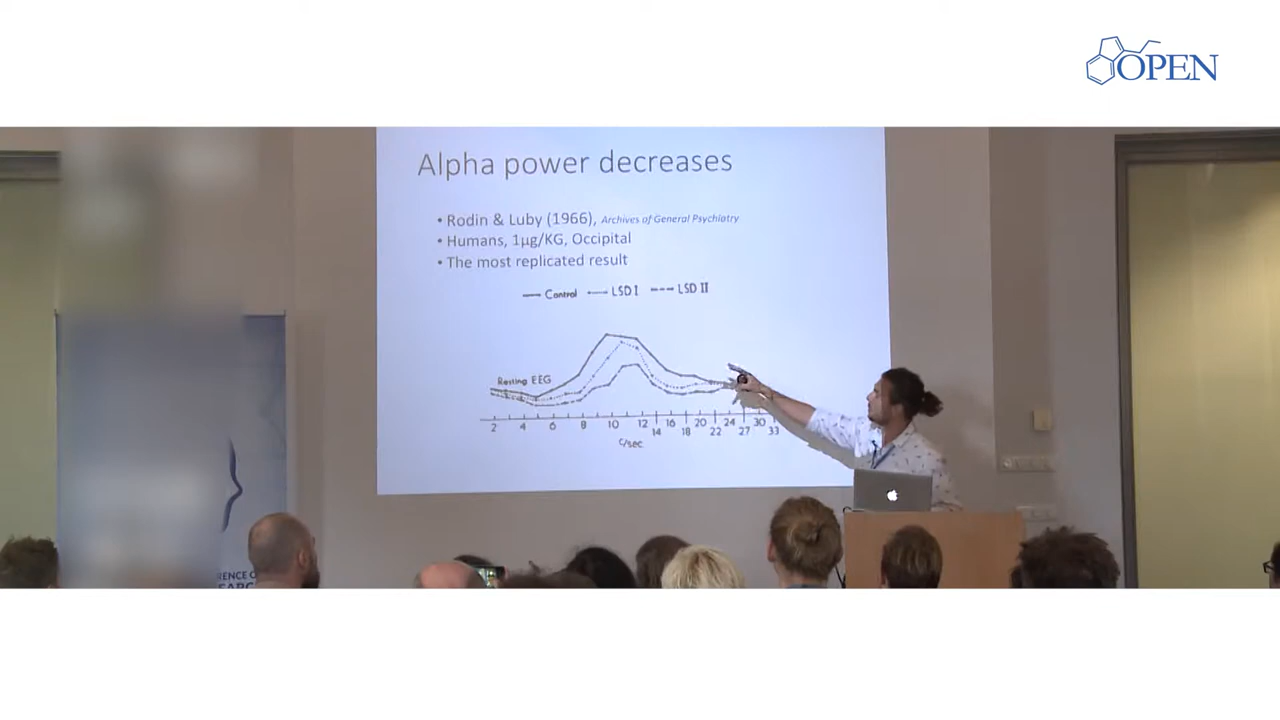 OPEN
Alpha power decreases
• Rodin & Luby (1966), Archives of General Psychiatry
• Humans, 1µg/KG, Occipital
• The most replicated result
Control LSD I LSD II
Resting EEG
2 4 6 8 10 12 16 20 24 30
14 18 22 27 33
c/sec